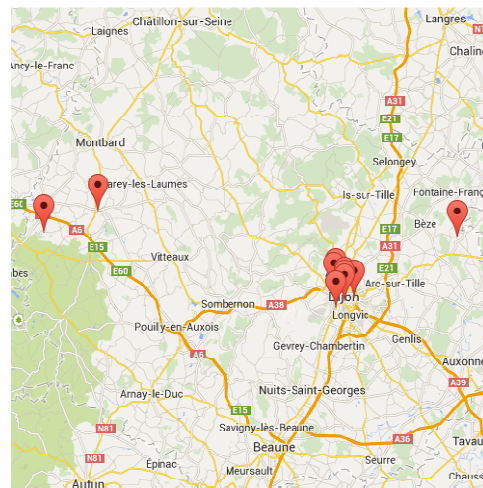 Châtillon-sur-Seine
Langres
Laignes
Chalin
Ancy-le-Franc
A31
E21
E17
Montbard
Selongey
arey-les-Laumes
Is-sur-Tille
Fontaine-Franç
E60
A6
Bèze
E17
E15
A31
Vitteaux
E60
E21
bes
Arc-sur-Tille
Sombernon
A38
Dijon
Longvic
Pouilly-en-Auxois
Genlis
Gevrey-Chambertin
A6
Auxonne
A39
Arnay-le-Duc
Nuits-Saint-Georges
E15
N81
Savigny-lès-Beaune
A36
Tavau
Beaune
N81
Épinac
Seurre
Meursault
Chauss
Autun